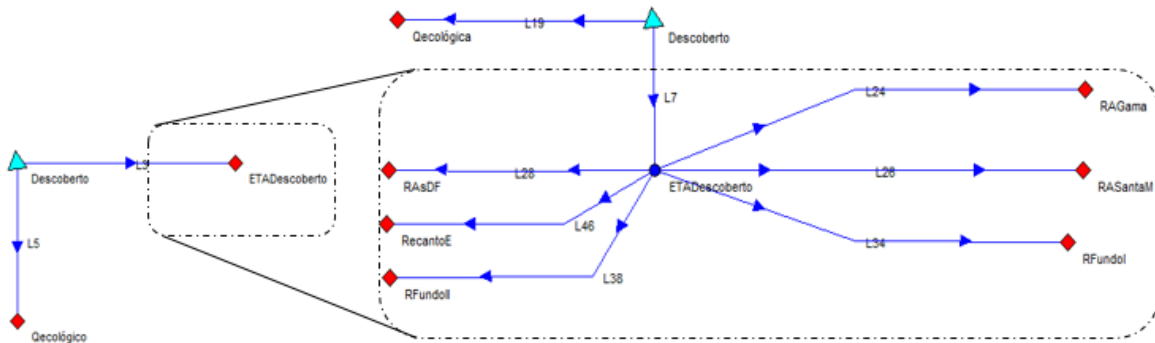 L19
Qecológica
Descoberto
L7
L24
RAGama
L3
Descoberto
ETADescoberto
L28
RAsDF
ETADescoberto
L26
RASantaM
L46
RecantoE
L5
L34
RFundoI
L38
RFundoII
Qecológico